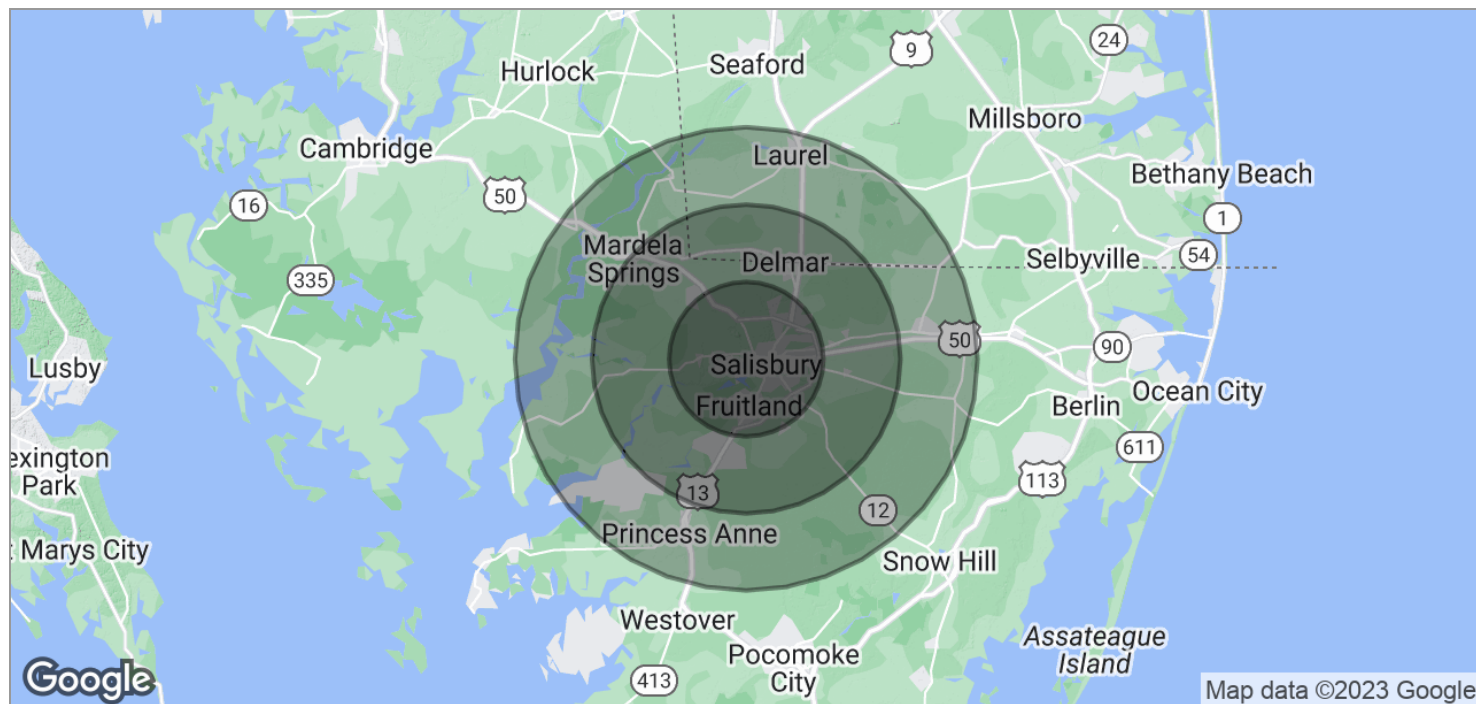 24
9
Seaford
Hurlock
Millsboro
Cambridge
Laurel
Bethany Beach
50
16
1
Mardela
Springs
Delmar
Selbyville
54
335
50
90
Lusby
Salisbury
Ocean City
Fruitland
Berlin
611
exington
Park
113
13
12
Princess Anne
t Marys City
Snow Hill
Westover
Assateague
Island
Pocomoke
City
413
Google
Map data ©2023 Google